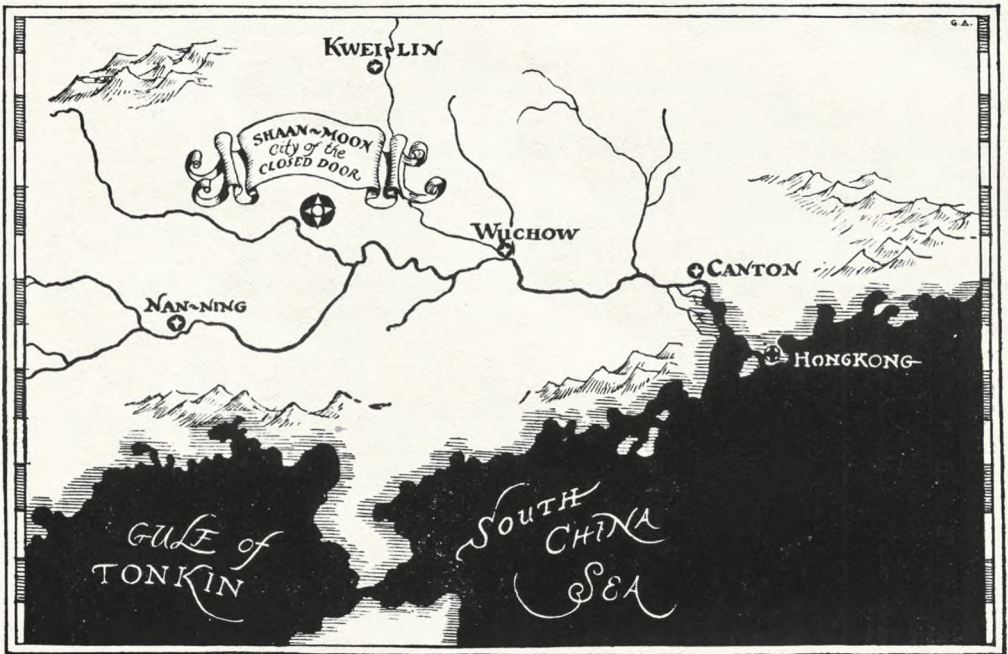 G.A.
KWEI-LIN
SHAAN~MOON
City of the
CLOSED DOOR
WUCHOW
CANTON
NAN~NING
HONGKONG
GULF of
TONKIN
SOUTH
CHINA
SEA